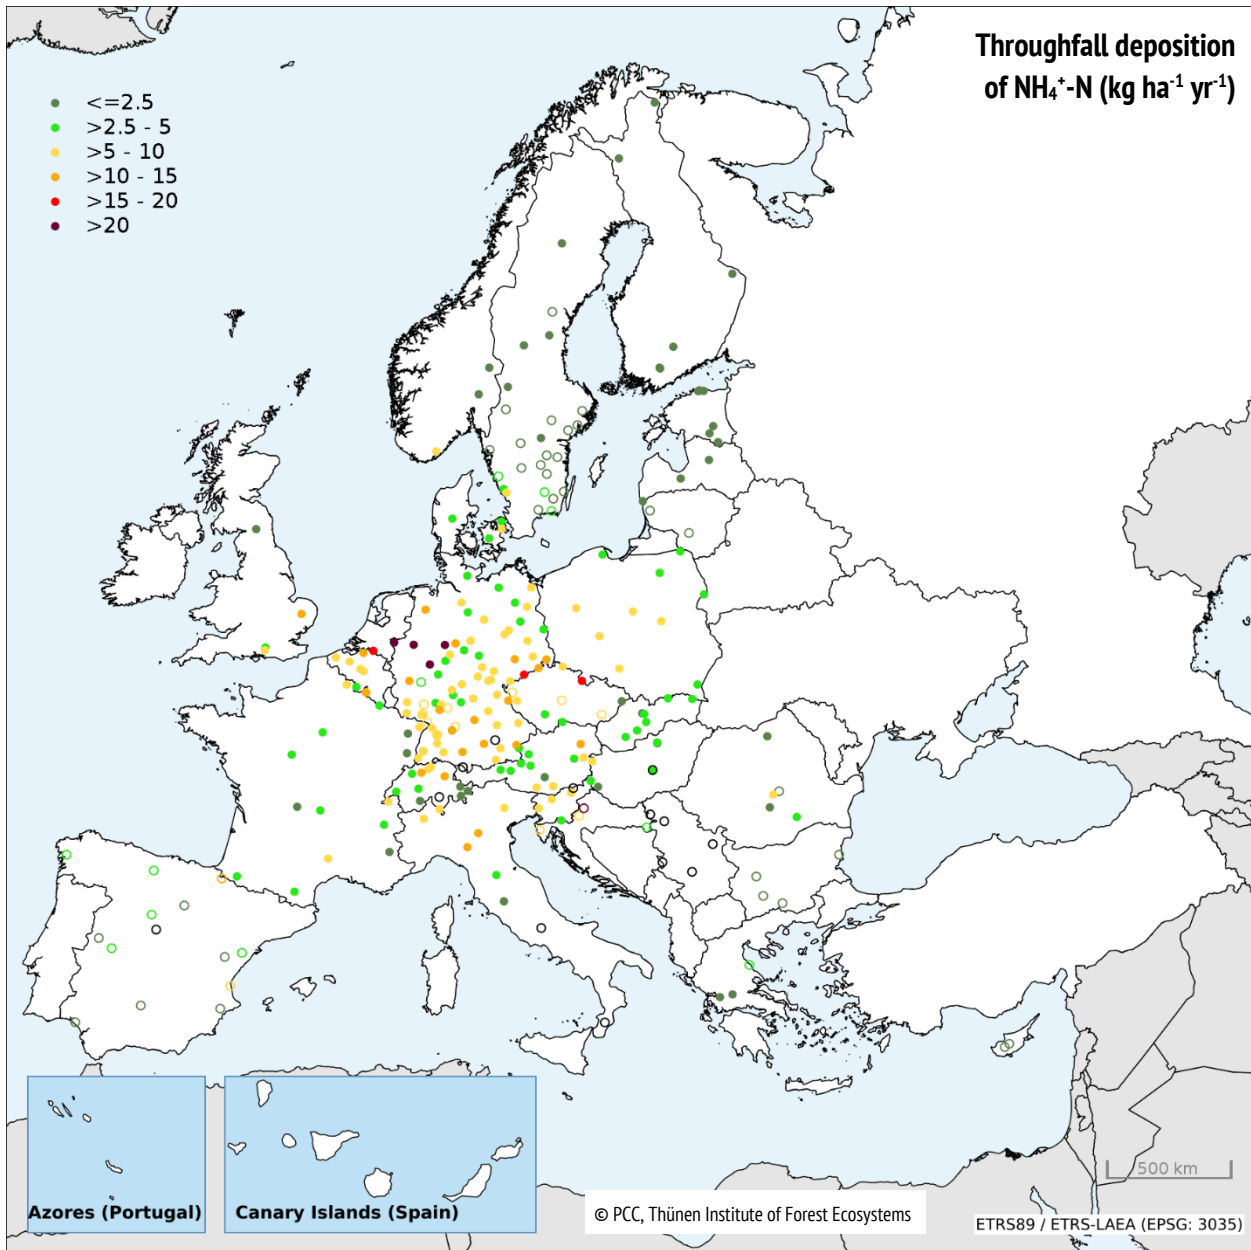 Throughfall deposition
of NH₄⁺-N (kg ha⁻¹ yr⁻¹)
<=2.5
>2.5 - 5
>5 - 10
>10 - 15
>15 - 20
>20
500 km
Azores (Portugal)
Canary Islands (Spain)
© PCC, Thünen Institute of Forest Ecosystems
ETRS89 / ETRS-LAEA (EPSG: 3035)